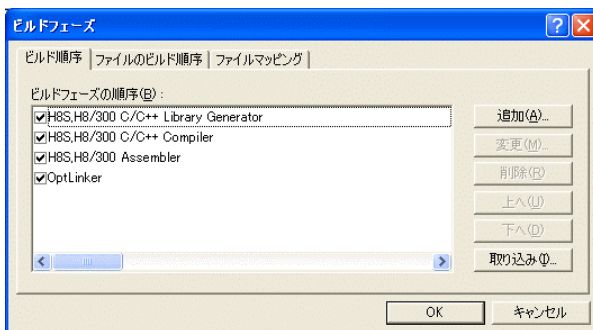 ビルドフェーズ
ビルド順序 ファイルのビルド順序 ファイルマッピング
ビルドフェーズの順序(B):
H8S,H8/300 C/C++ Library Generator
H8S,H8/300 C/C++ Compiler
H8S,H8/300 Assembler
OptLinker
追加(A)...
変更(M)...
削除(R)
上へ(U)
下へ(D)
取り込み(I)...
OK キャンセル